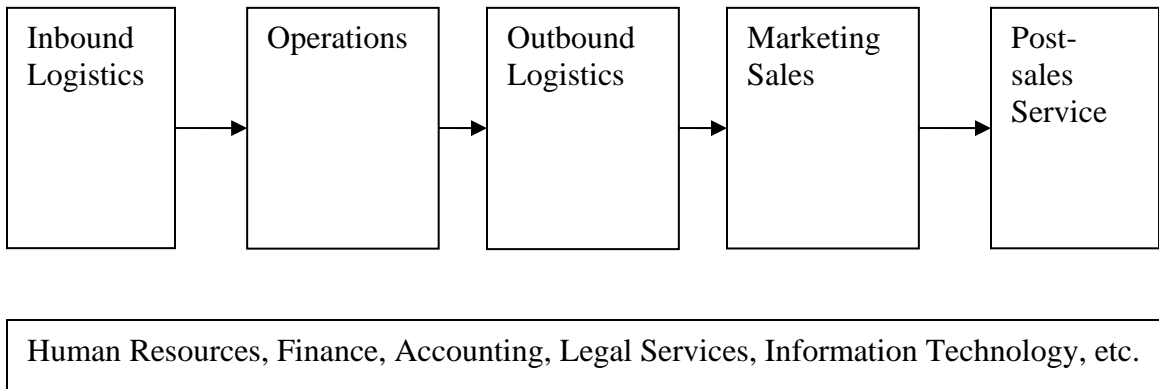 Inbound
Logistics
Operations
Outbound
Logistics
Marketing
Sales
Post-
sales
Service
Human Resources, Finance, Accounting, Legal Services, Information Technology, etc.